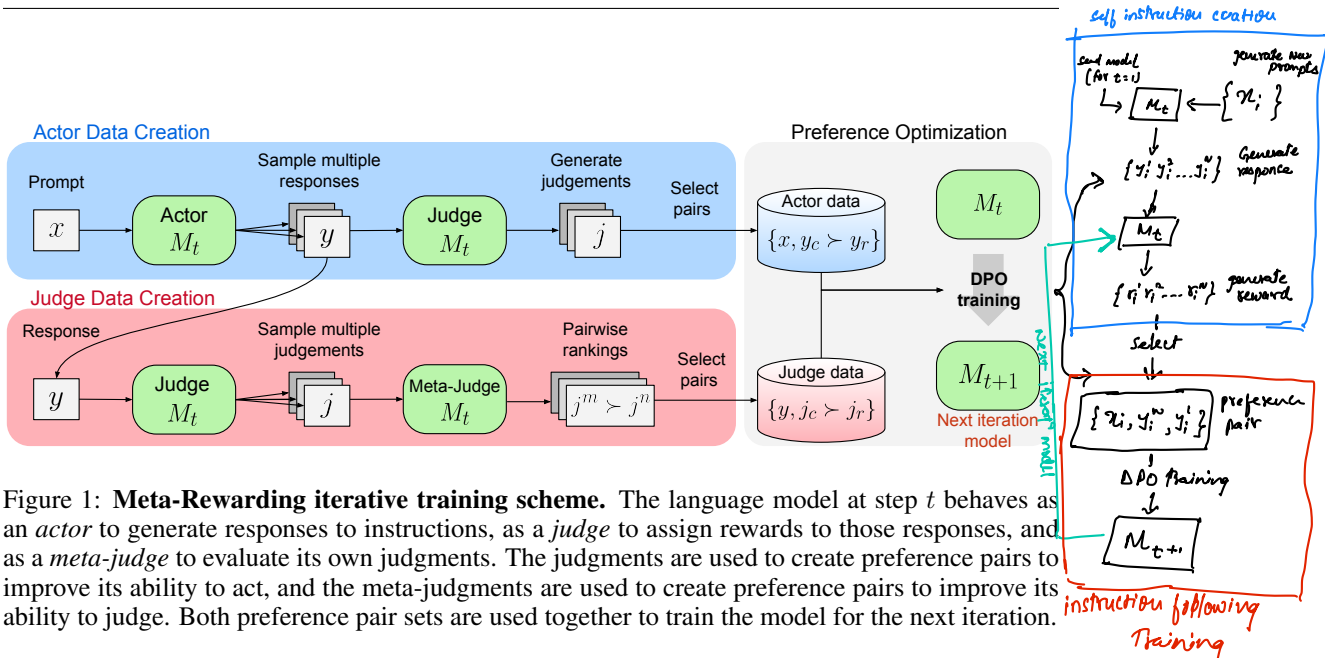 Actor Data Creation
Prompt
x
Actor
M_t
Sample multiple
responses
y
Judge
M_t
Generate
judgements
j
Select
pairs
Judge Data Creation
Response
y
Judge
M_t
Sample multiple
judgements
j
Meta-Judge
M_t
Pairwise
rankings
j^m ≻ j^n
Select
pairs
Preference Optimization
Actor data
{x, y_c ≻ y_r}
Judge data
{y, j_c ≻ j_r}
M_t
DPO
training
M_{t+1}
Next iteration
model
Figure 1: Meta-Rewarding iterative training scheme. The language model at step t behaves as
an actor to generate responses to instructions, as a judge to assign rewards to those responses, and
as a meta-judge to evaluate its own judgments. The judgments are used to create preference pairs to
improve its ability to act, and the meta-judgments are used to create preference pairs to improve its
ability to judge. Both preference pair sets are used together to train the model for the next iteration.
self instruction
seed model
(for t=1)
generate new
prompts
M_t
{x_i}
{y_i^1 y_i^2 ... y_i^N}
Generate
responce
M_t
{r_i^1 r_i^2 ... r_i^N}
generate
reward
select
{x_i, y_i^w, y_i^l}
preference
pair
DPO Training
M_{t+1}
Next iteration model
instruction following
Training